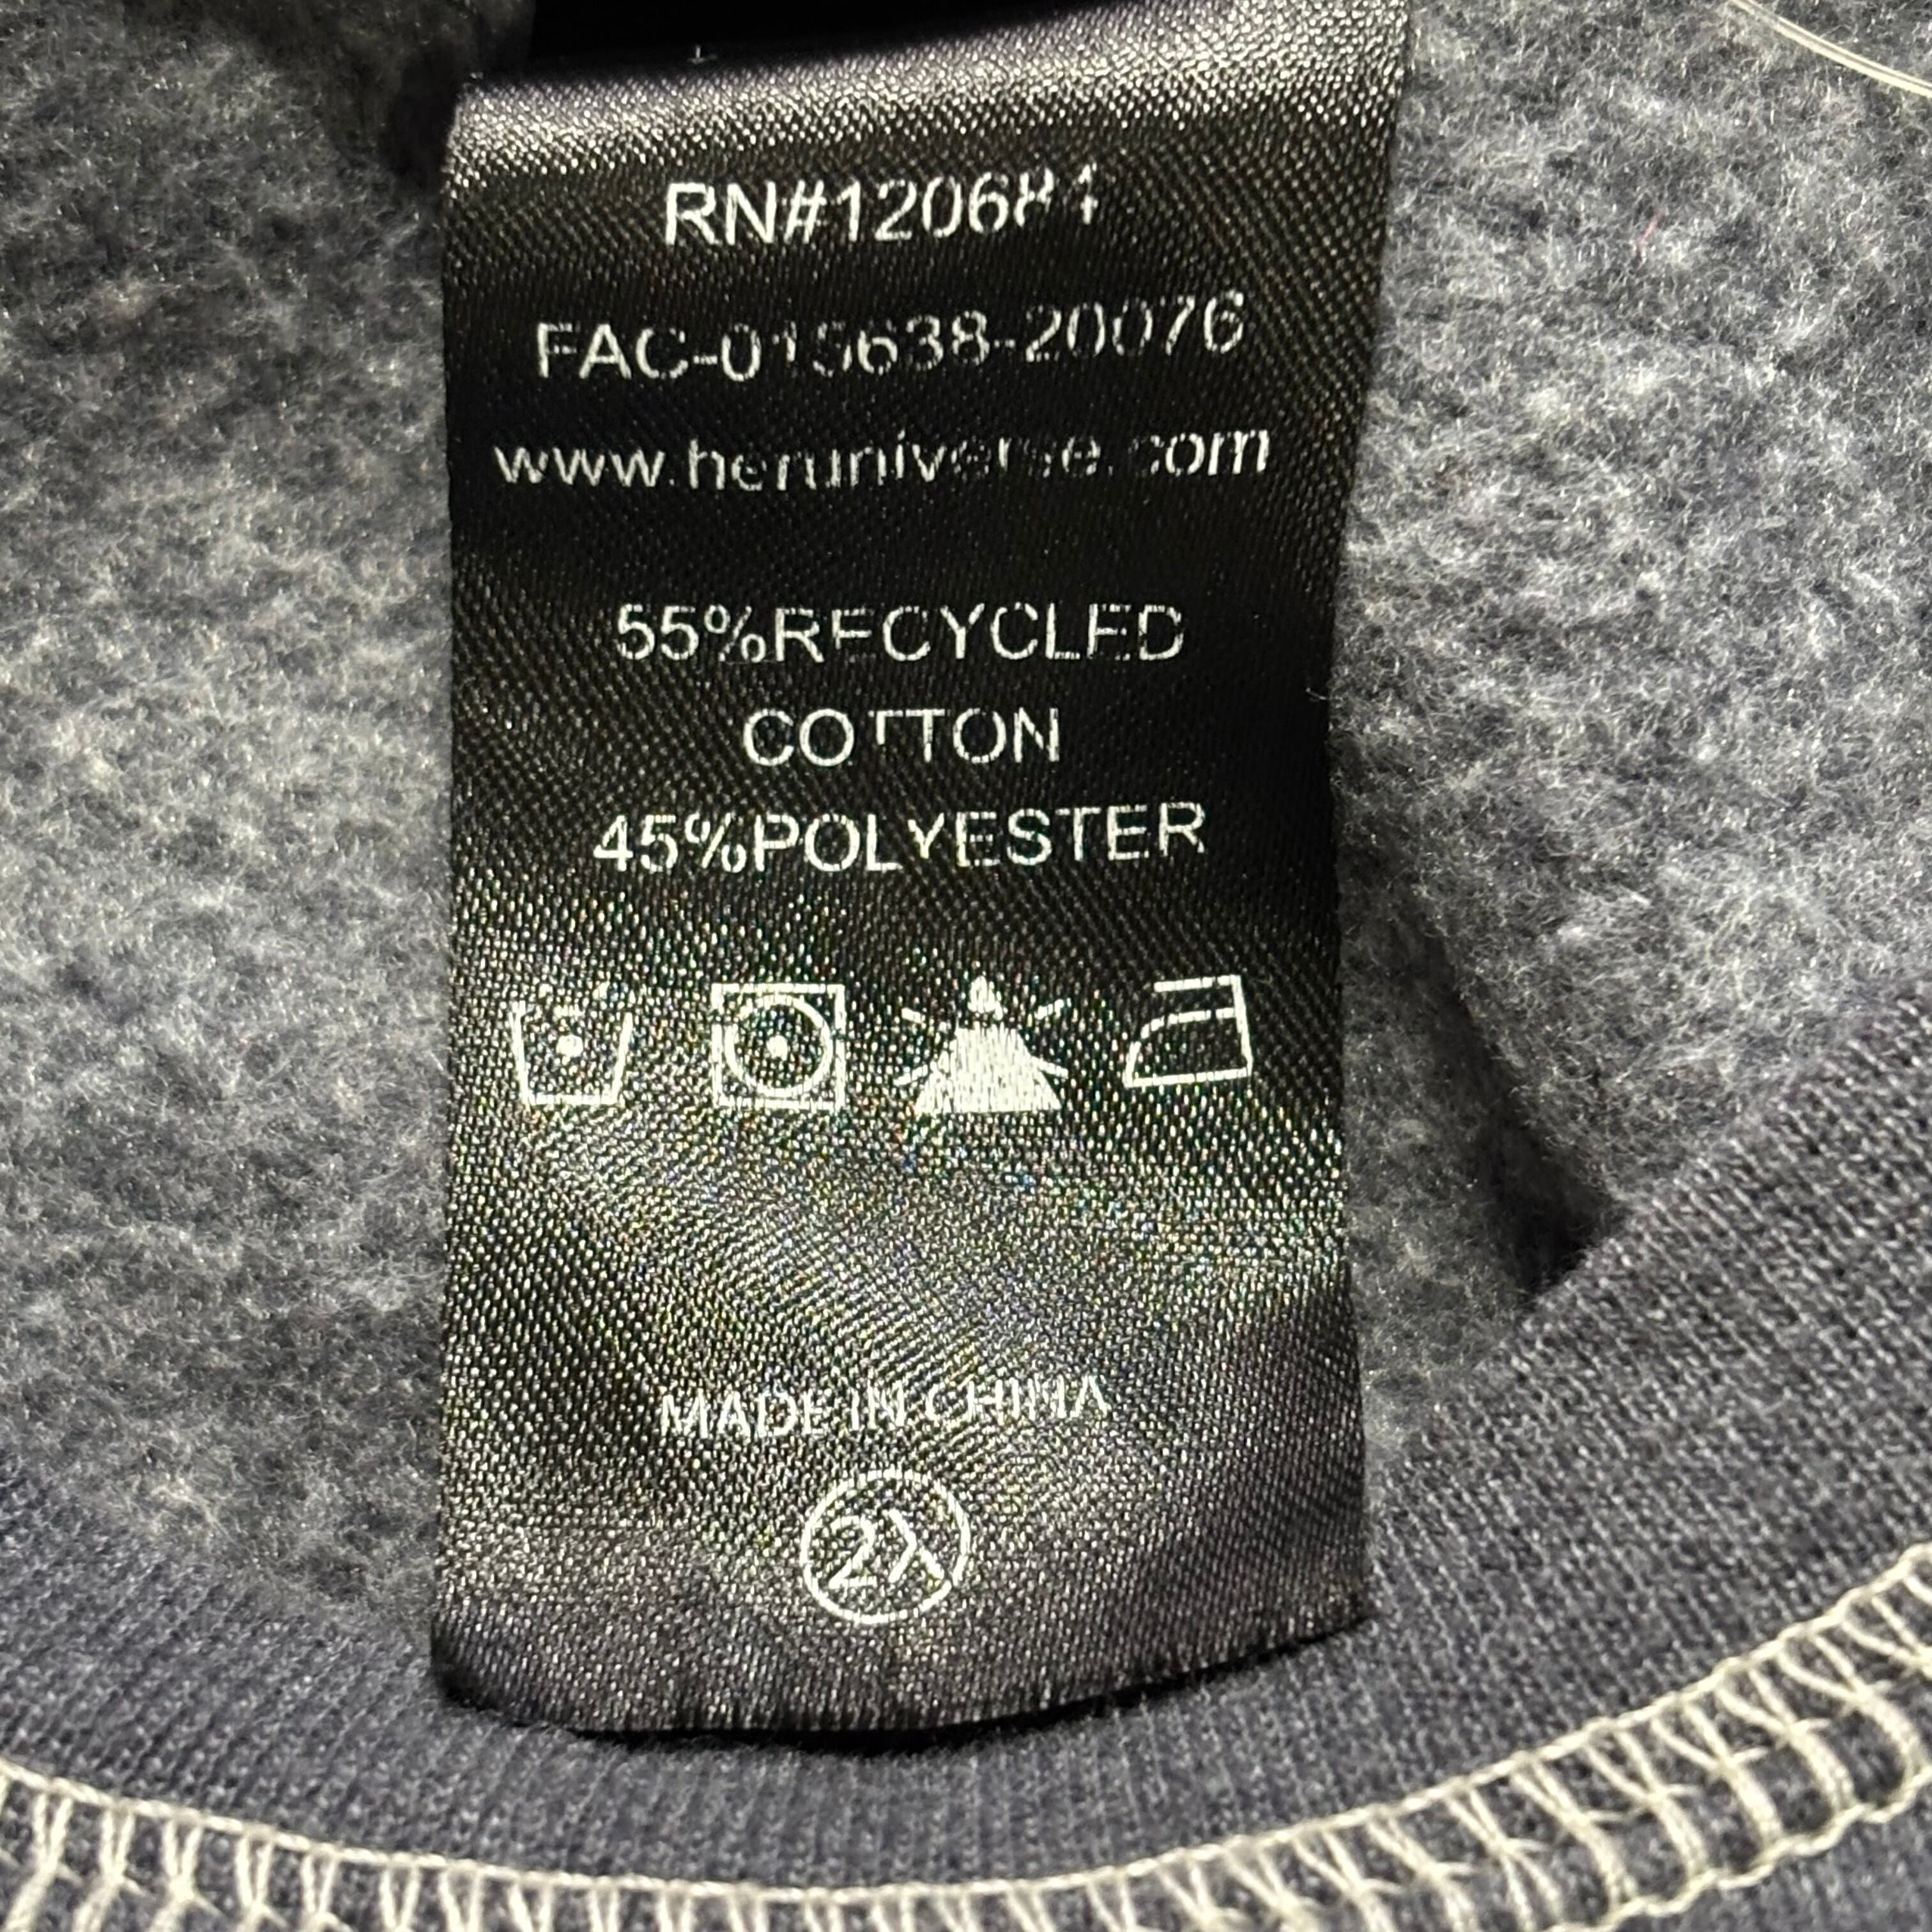 RN#120684
FAC-015638-20076
www.heruniverse.com
55%RECYCLED
COTTON
45%POLYESTER
MADE IN CHINA
2X